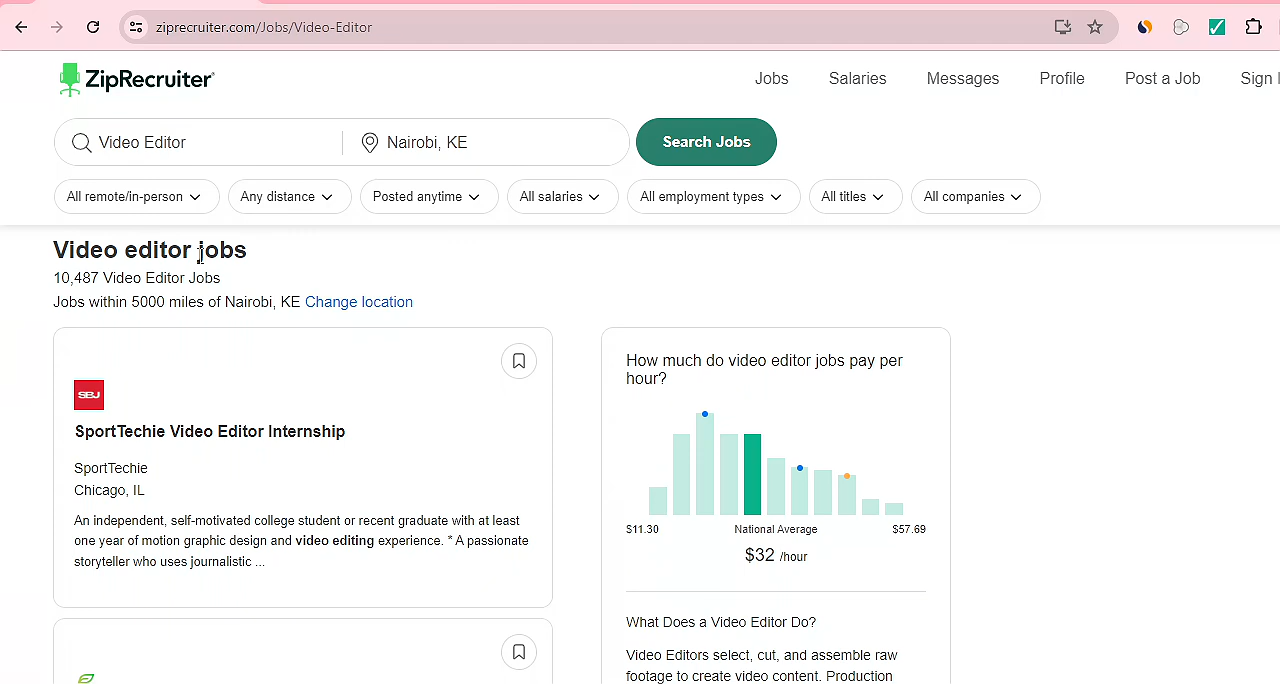 ziprecruiter.com/Jobs/Video-Editor
ZipRecruiter
Jobs Salaries Messages Profile Post a Job Sign I
Video Editor Nairobi, KE Search Jobs
All remote/in-person Any distance Posted anytime All salaries All employment types All titles All companies
Video editor jobs
10,487 Video Editor Jobs
Jobs within 5000 miles of Nairobi, KE Change location
SBJ
SportTechie Video Editor Internship
SportTechie
Chicago, IL
An independent, self-motivated college student or recent graduate with at least
one year of motion graphic design and video editing experience. * A passionate
storyteller who uses journalistic ...
How much do video editor jobs pay per
hour?
$11.30 National Average $57.69
$32 /hour
What Does a Video Editor Do?
Video Editors select, cut, and assemble raw
footage to create video content. Production